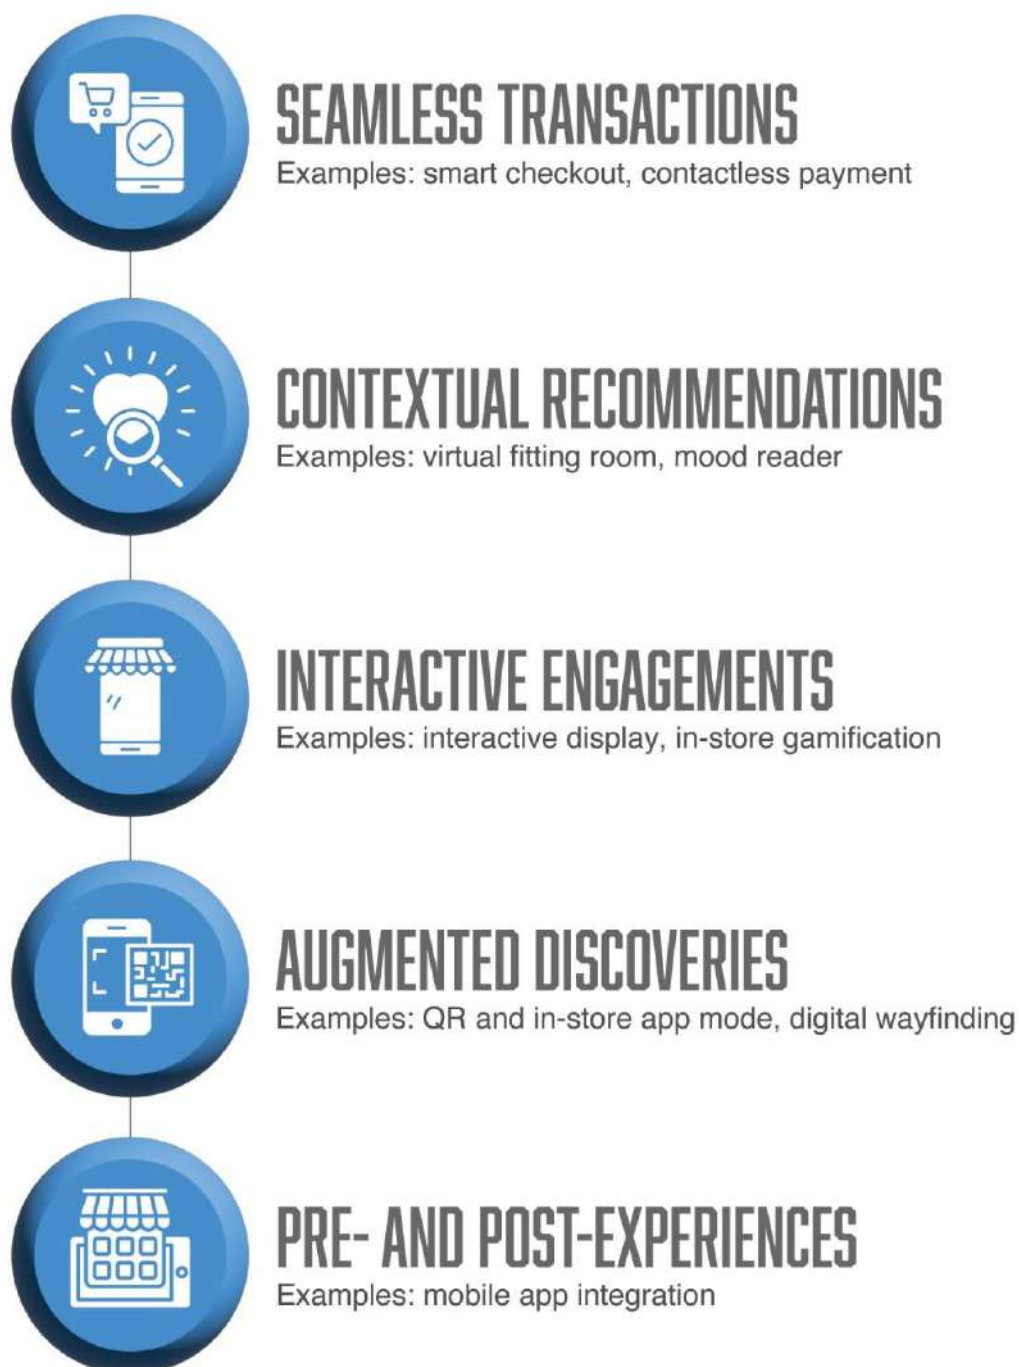 SEAMLESS TRANSACTIONS
Examples: smart checkout, contactless payment
CONTEXTUAL RECOMMENDATIONS
Examples: virtual fitting room, mood reader
INTERACTIVE ENGAGEMENTS
Examples: interactive display, in-store gamification
AUGMENTED DISCOVERIES
Examples: QR and in-store app mode, digital wayfinding
PRE- AND POST-EXPERIENCES
Examples: mobile app integration